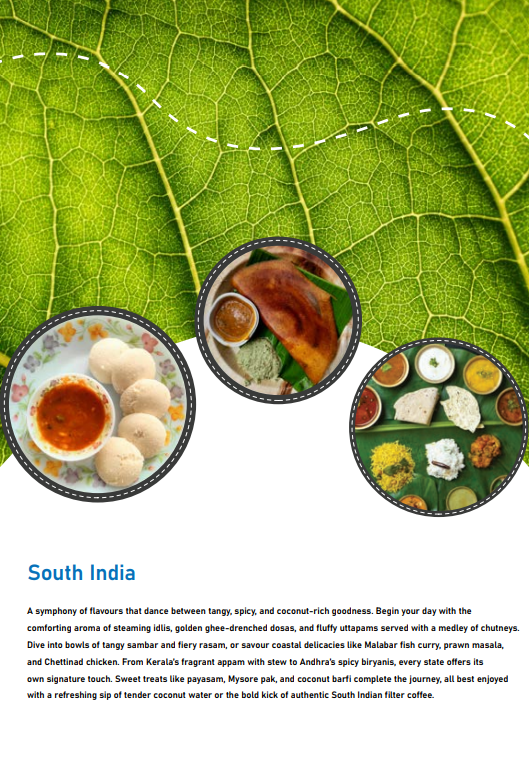 South India
A symphony of flavours that dance between tangy, spicy, and coconut-rich goodness. Begin your day with the
comforting aroma of steaming idlis, golden ghee-drenched dosas, and fluffy uttapams served with a medley of chutneys.
Dive into bowls of tangy sambar and fiery rasam, or savour coastal delicacies like Malabar fish curry, prawn masala,
and Chettinad chicken. From Kerala's fragrant appam with stew to Andhra's spicy biryanis, every state offers its
own signature touch. Sweet treats like payasam, Mysore pak, and coconut barfi complete the journey, all best enjoyed
with a refreshing sip of tender coconut water or the bold kick of authentic South Indian filter coffee.